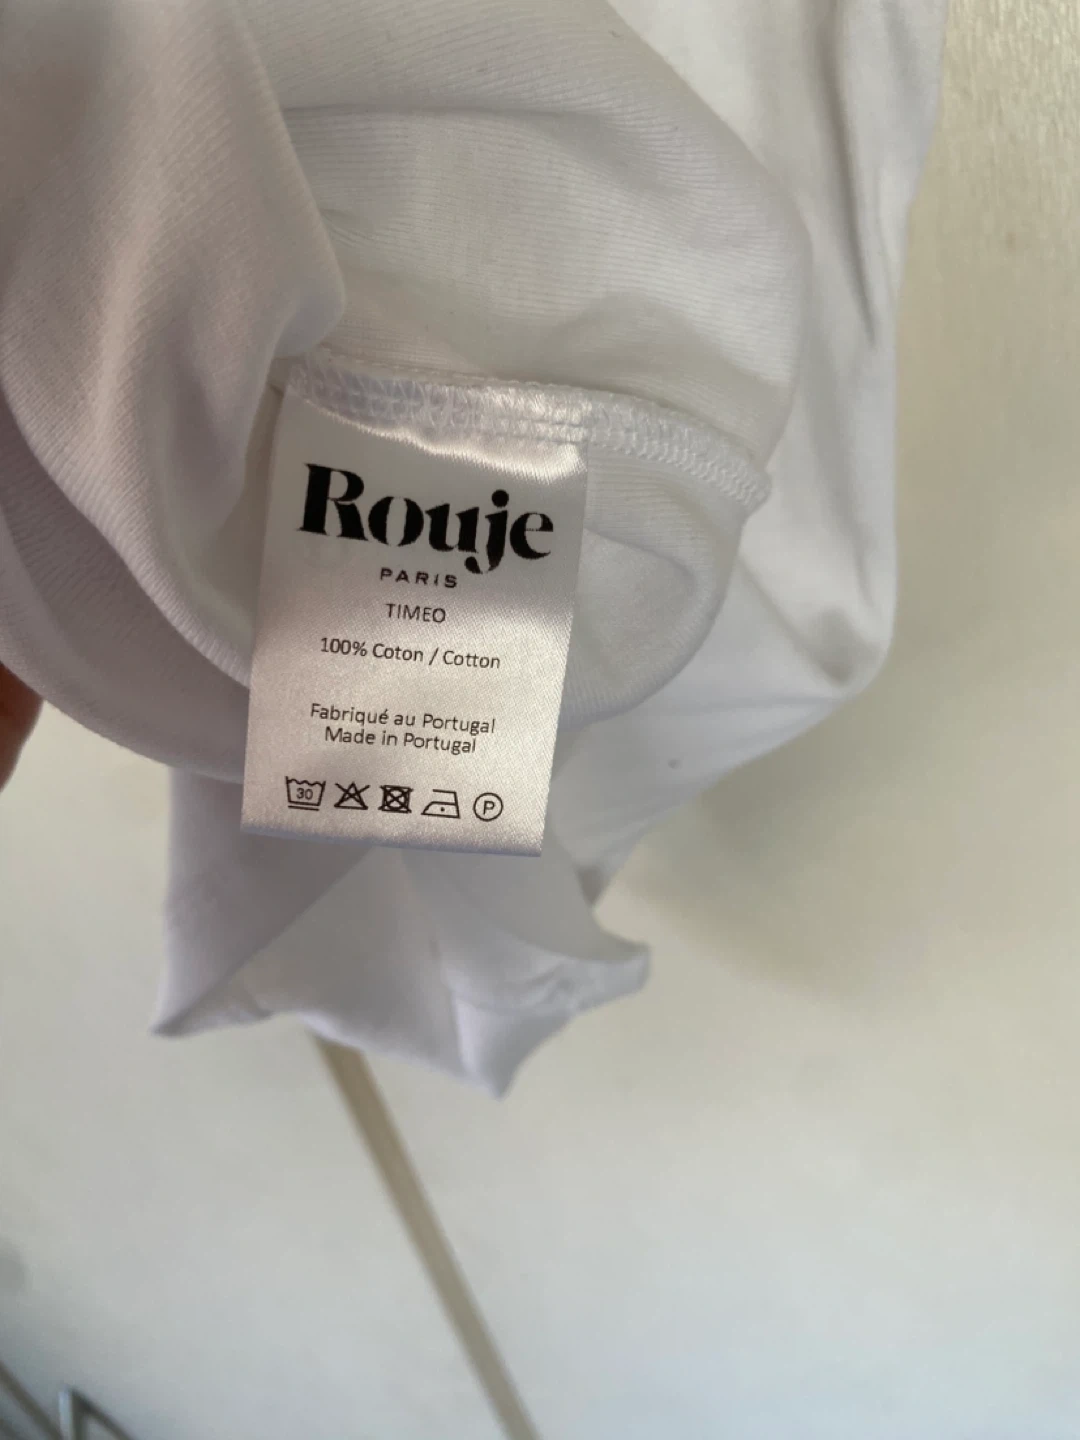 Rouje
PARIS
TIMEO
100% Coton / Cotton
Fabriqué au Portugal
Made in Portugal
30 P